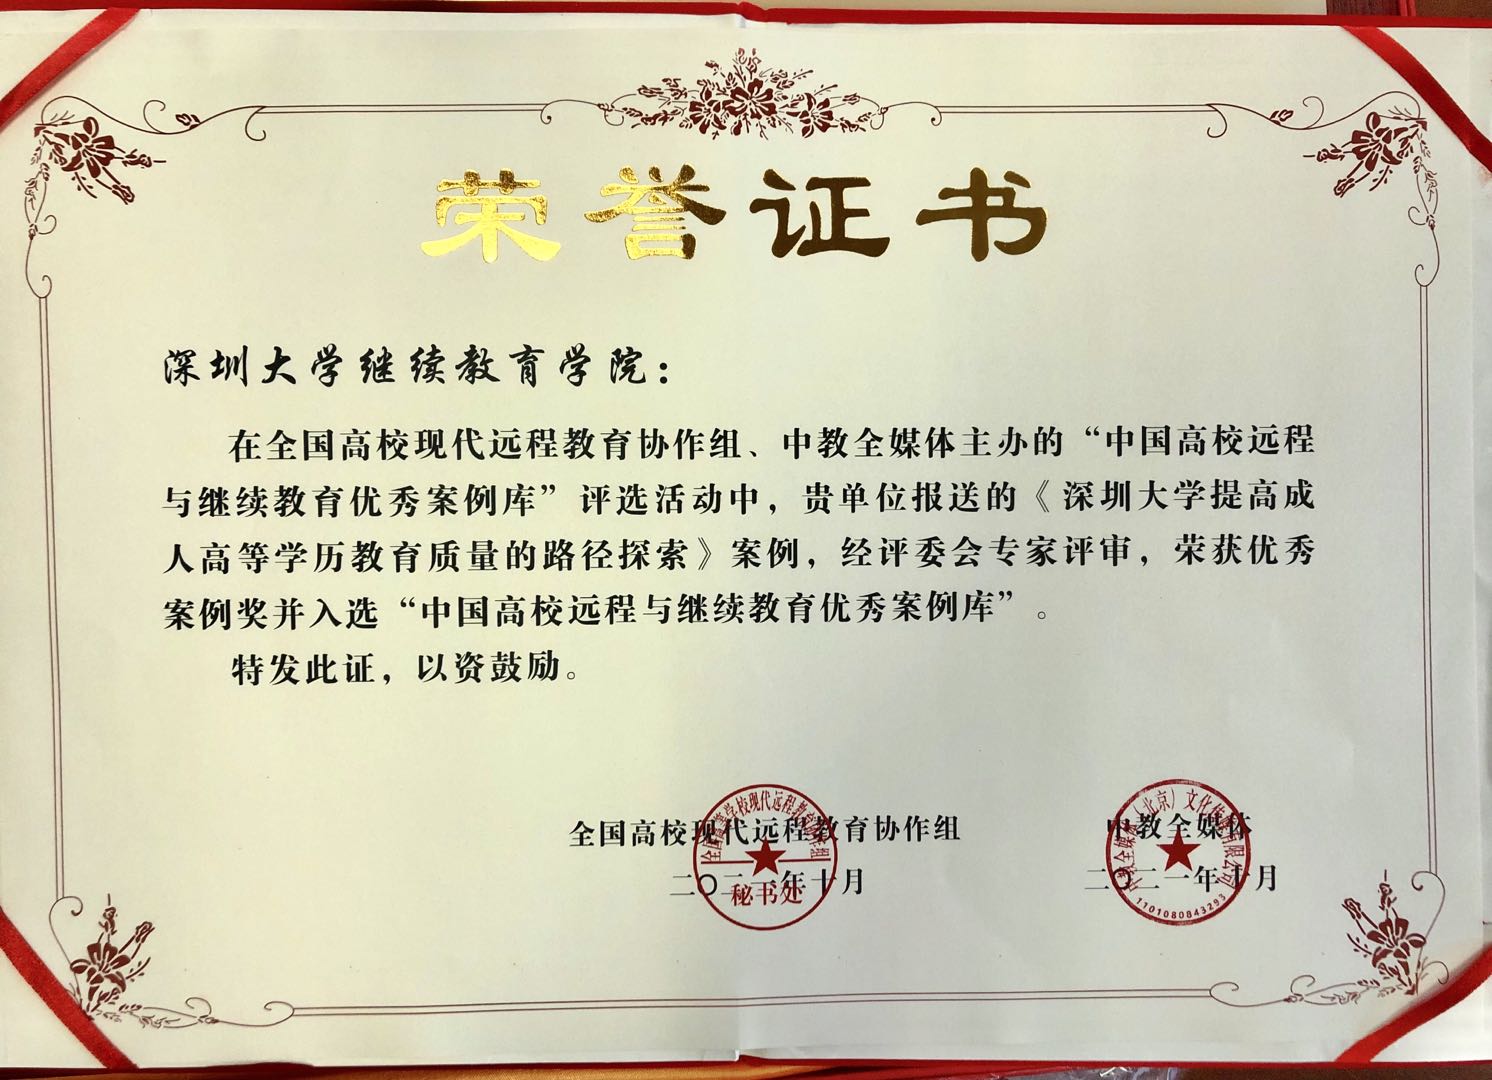 荣誉证书
深圳大学继续教育学院：
在全国高校现代远程教育协作组、中教全媒体主办的“中国高校远程
与继续教育优秀案例库”评选活动中，贵单位报送的《深圳大学提高成
人高等学历教育质量的路径探索》案例，经评委会专家评审，荣获优秀
案例奖并入选“中国高校远程与继续教育优秀案例库”。
特发此证，以资鼓励。
全国高校现代远程教育协作组
二〇二一年十月
秘书处
中教全媒体
二〇二一年十月
1101080843293